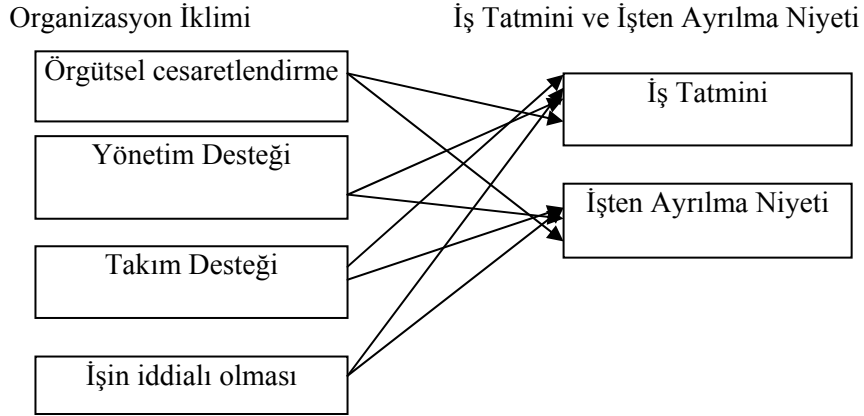 Organizasyon İklimi
İş Tatmini ve İşten Ayrılma Niyeti
Örgütsel cesaretlendirme
İş Tatmini
Yönetim Desteği
İşten Ayrılma Niyeti
Takım Desteği
İşin iddialı olması